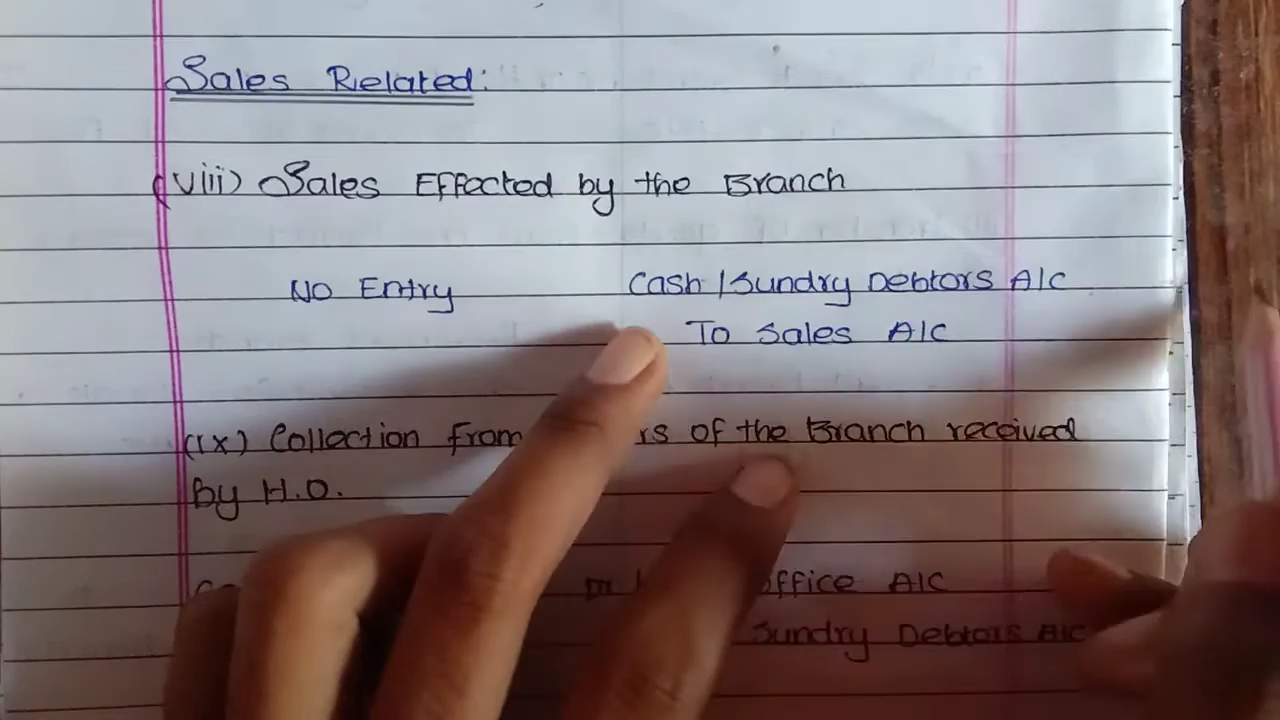 Sales Related:
(viii) Sales Effected by the Branch
No Entry Cash / Sundry Debtors A/c
To Sales A/c
(ix) Collection from of the Branch received
By H.O.
office A/c
Sundry Debtors A/c